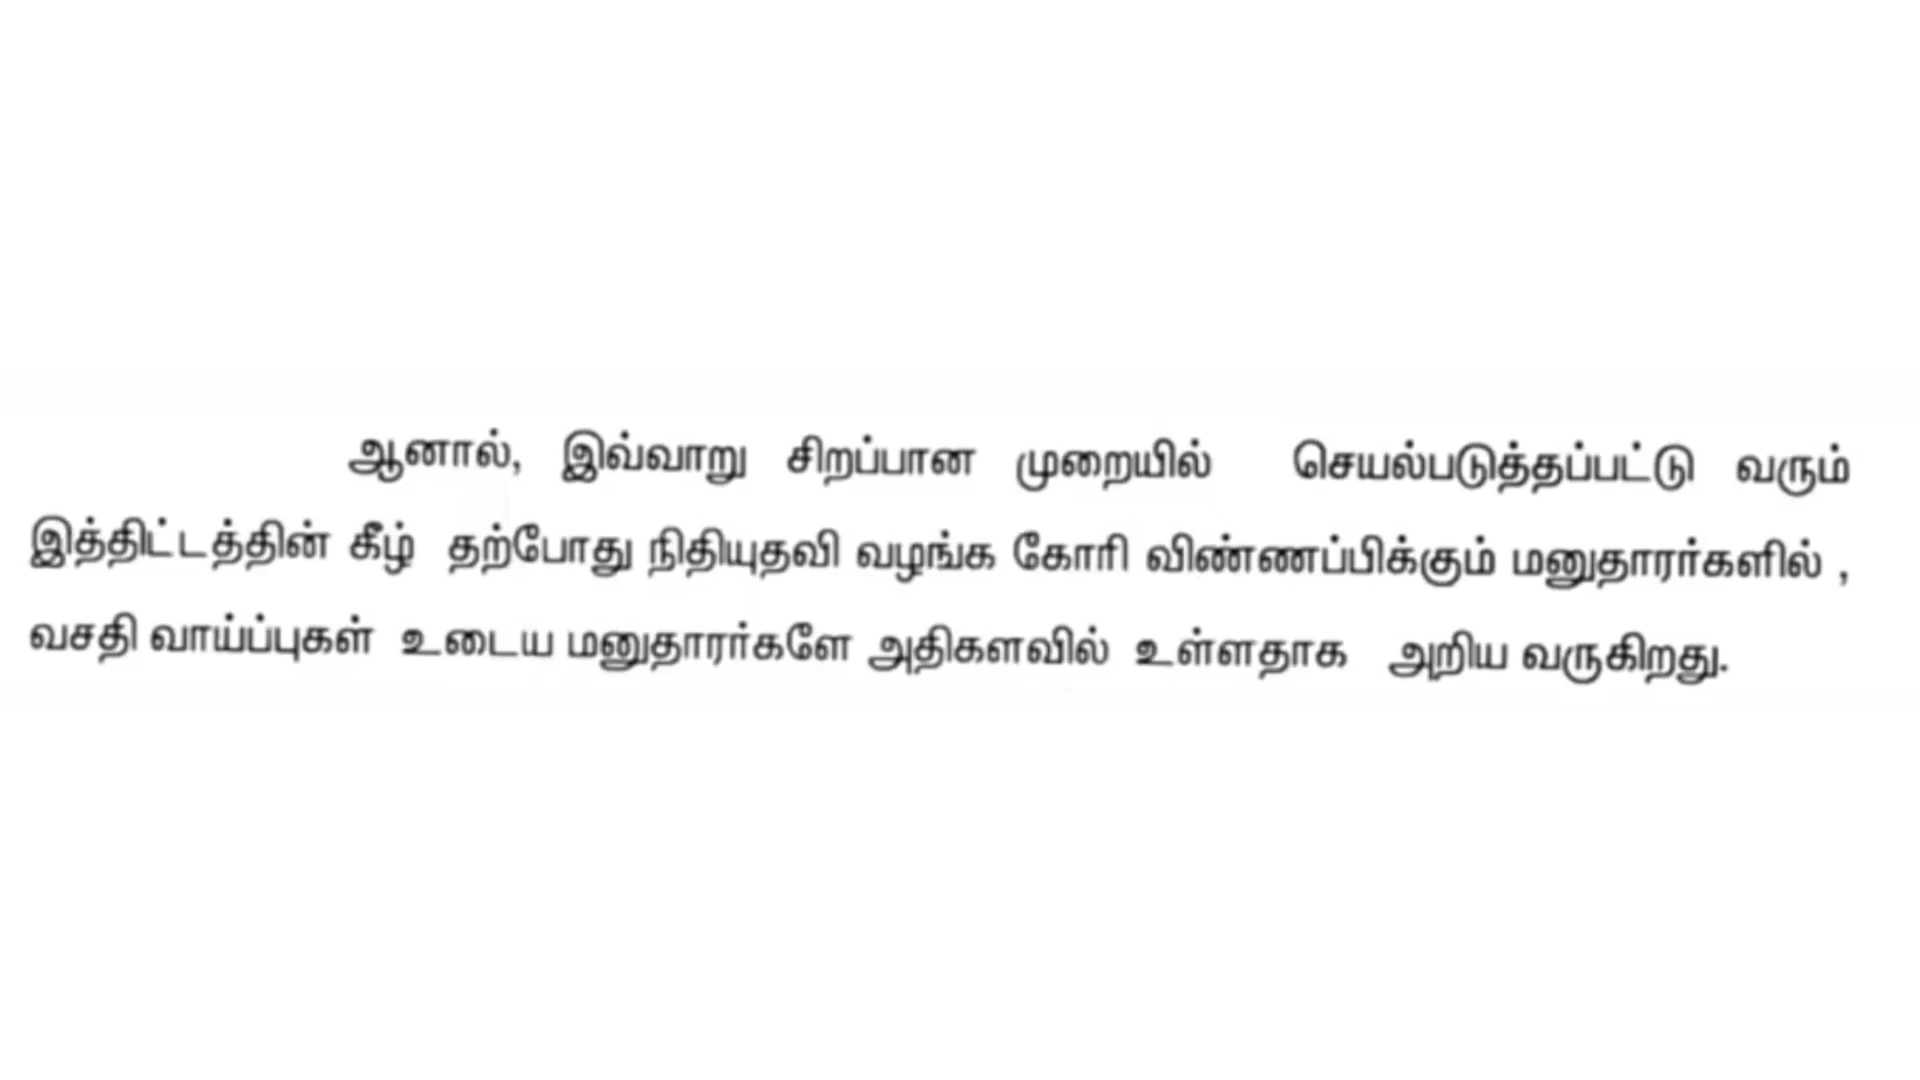 ஆனால், இவ்வாறு சிறப்பான முறையில் செயல்படுத்தப்பட்டு வரும்
இத்திட்டத்தின் கீழ் தற்போது நிதியுதவி வழங்க கோரி விண்ணப்பிக்கும் மனுதாரர்களில் ,
வசதி வாய்ப்புகள் உடைய மனுதாரர்களே அதிகளவில் உள்ளதாக அறிய வருகிறது.